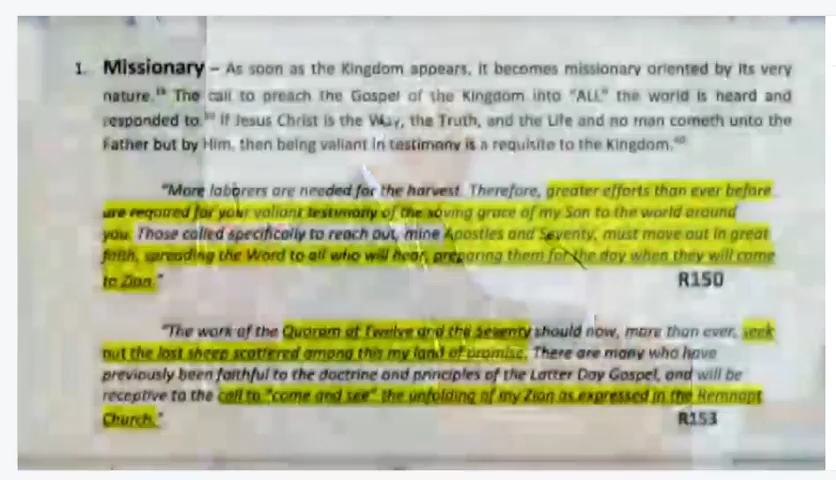 1. Missionary – As soon as the Kingdom appears, it becomes missionary oriented by its very
nature. The call to preach the Gospel of the Kingdom into "ALL" the world is heard and
responded to. If Jesus Christ is the Way, the Truth, and the Life and no man cometh unto the
Father but by Him, then being valiant in testimony is a requisite to the Kingdom.
"More laborers are needed for the harvest. Therefore, greater efforts than ever before
are required for your valiant testimony of the saving grace of my Son to the world around
you. Those called specifically to reach out, mine Apostles and Seventy, must move out in great
faith, spreading the Word to all who will hear, preparing them for the day when they will come
to Zion."
R150
"The work of the Quorum of Twelve and the Seventy should now, more than ever, seek
out the lost sheep scattered among this my land of promise. There are many who have
previously been faithful to the doctrine and principles of the Latter Day Gospel, and will be
receptive to the call to "come and see" the unfolding of my Zion as expressed in the Remnant
Church."
R153